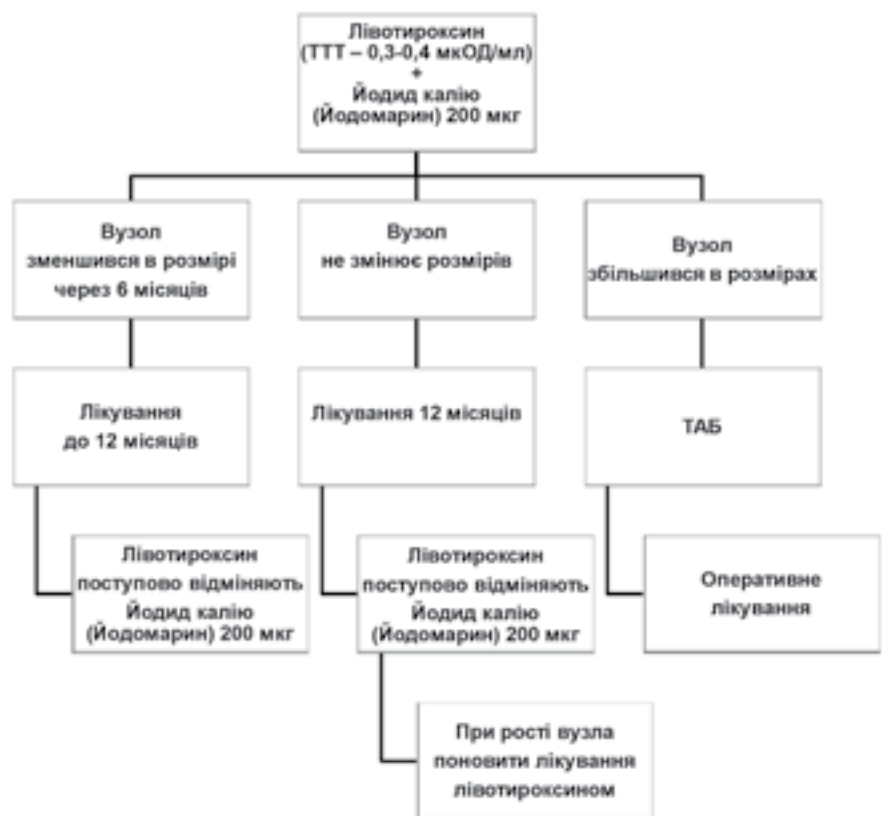 Лівотироксин
(ТТТ – 0,3-0,4 мкОД/мл)
+
Йодид калію
(Йодомарин) 200 мкг
Вузол
зменшився в розмірі
через 6 місяців
Вузол
не змінює розмірів
Вузол
збільшився в розмірах
Лікування
до 12 місяців
Лікування 12 місяців
ТАБ
Лівотироксин
поступово відміняють
Йодид калію
(Йодомарин) 200 мкг
Лівотироксин
поступово відміняють
Йодид калію
(Йодомарин) 200 мкг
Оперативне
лікування
При рості вузла
поновити лікування
лівотироксином